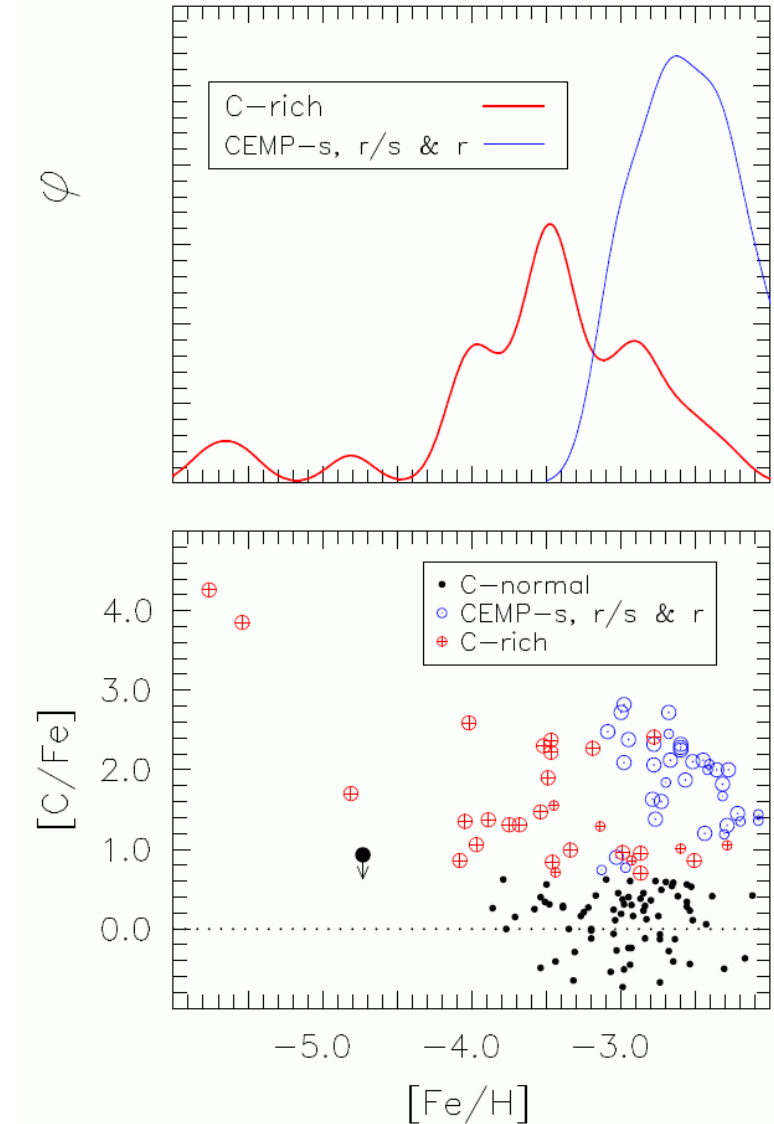 φ
C-rich
CEMP-s, r/s & r
[C/Fe]
4.0
3.0
2.0
1.0
0.0
C-normal
CEMP-s, r/s & r
C-rich
-5.0 -4.0 -3.0
[Fe/H]